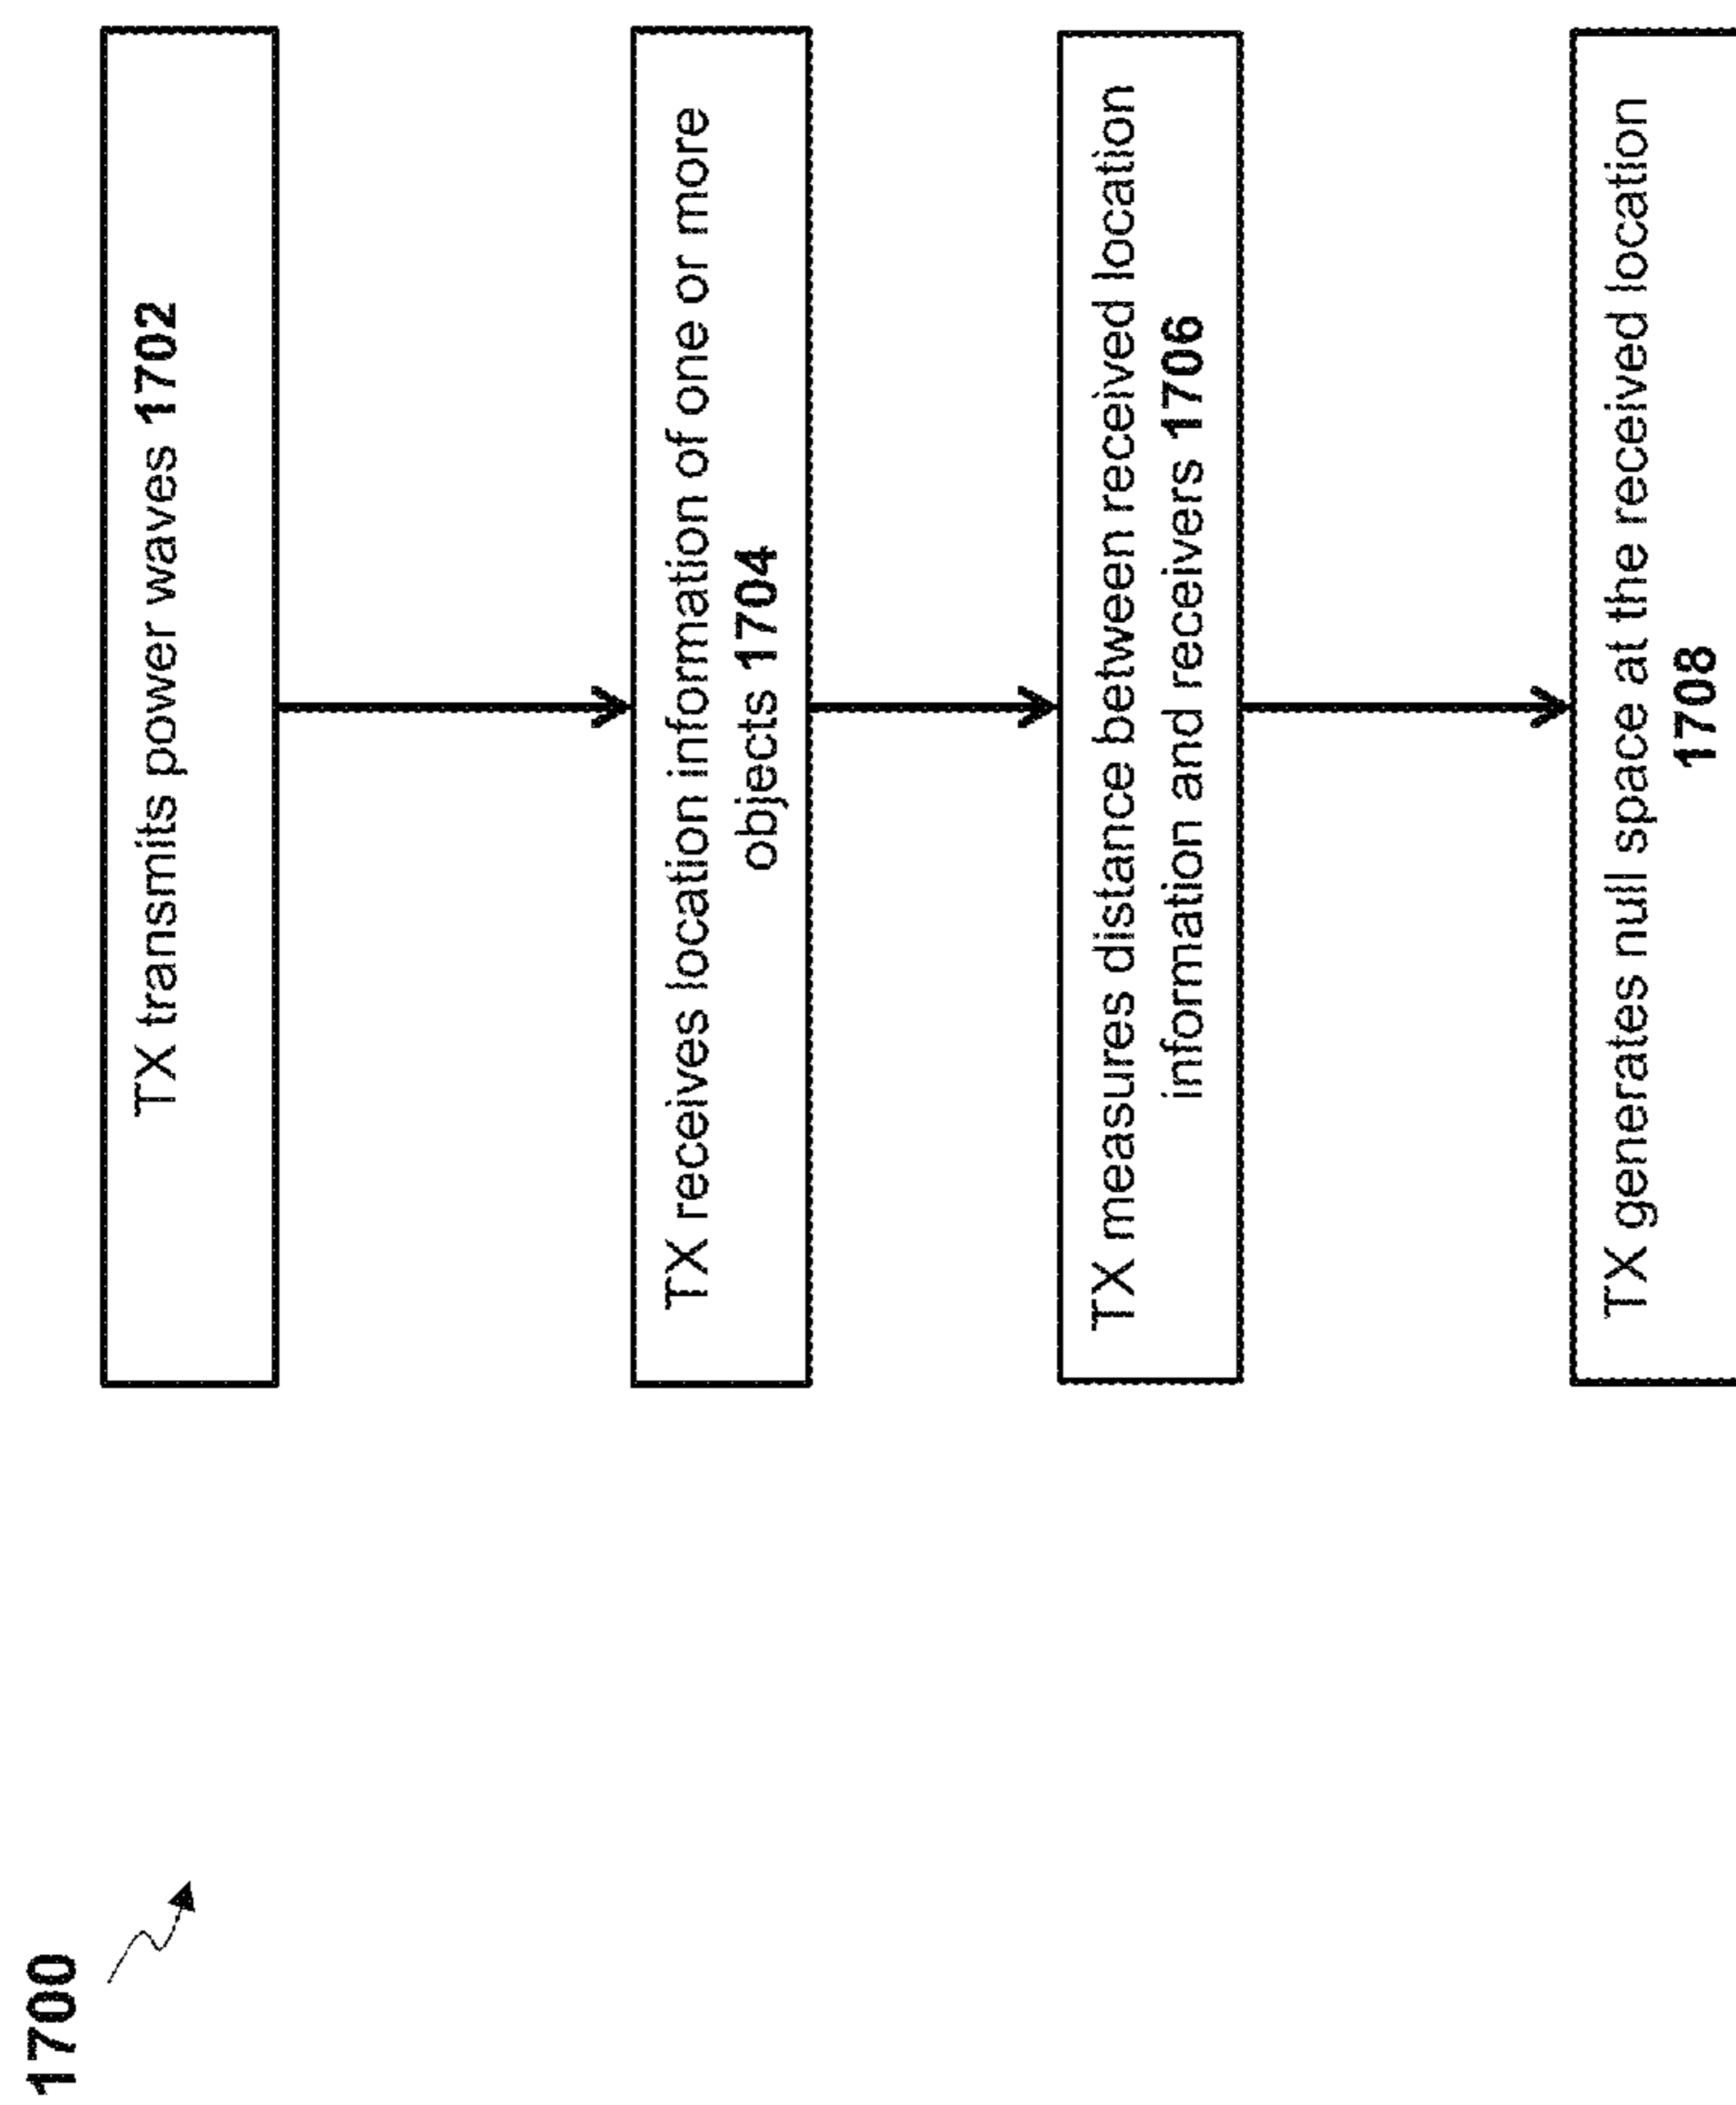 1700
TX transmits power waves 1702
TX receives location information of one or more
objects 1704
TX measures distance between received location
information and receivers 1706
TX generates null space at the received location
1708